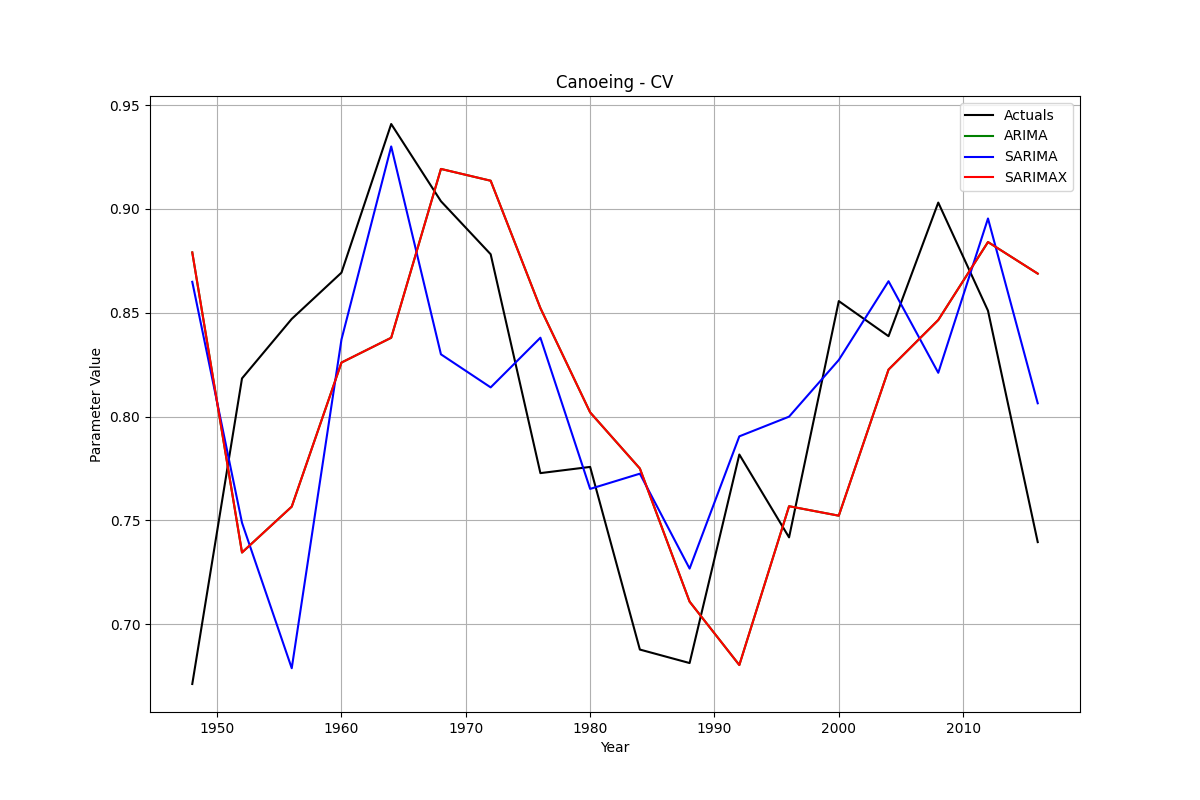 Canoeing - CV
Actuals
ARIMA
SARIMA
SARIMAX
Parameter Value
0.95
0.90
0.85
0.80
0.75
0.70
1950 1960 1970 1980 1990 2000 2010
Year